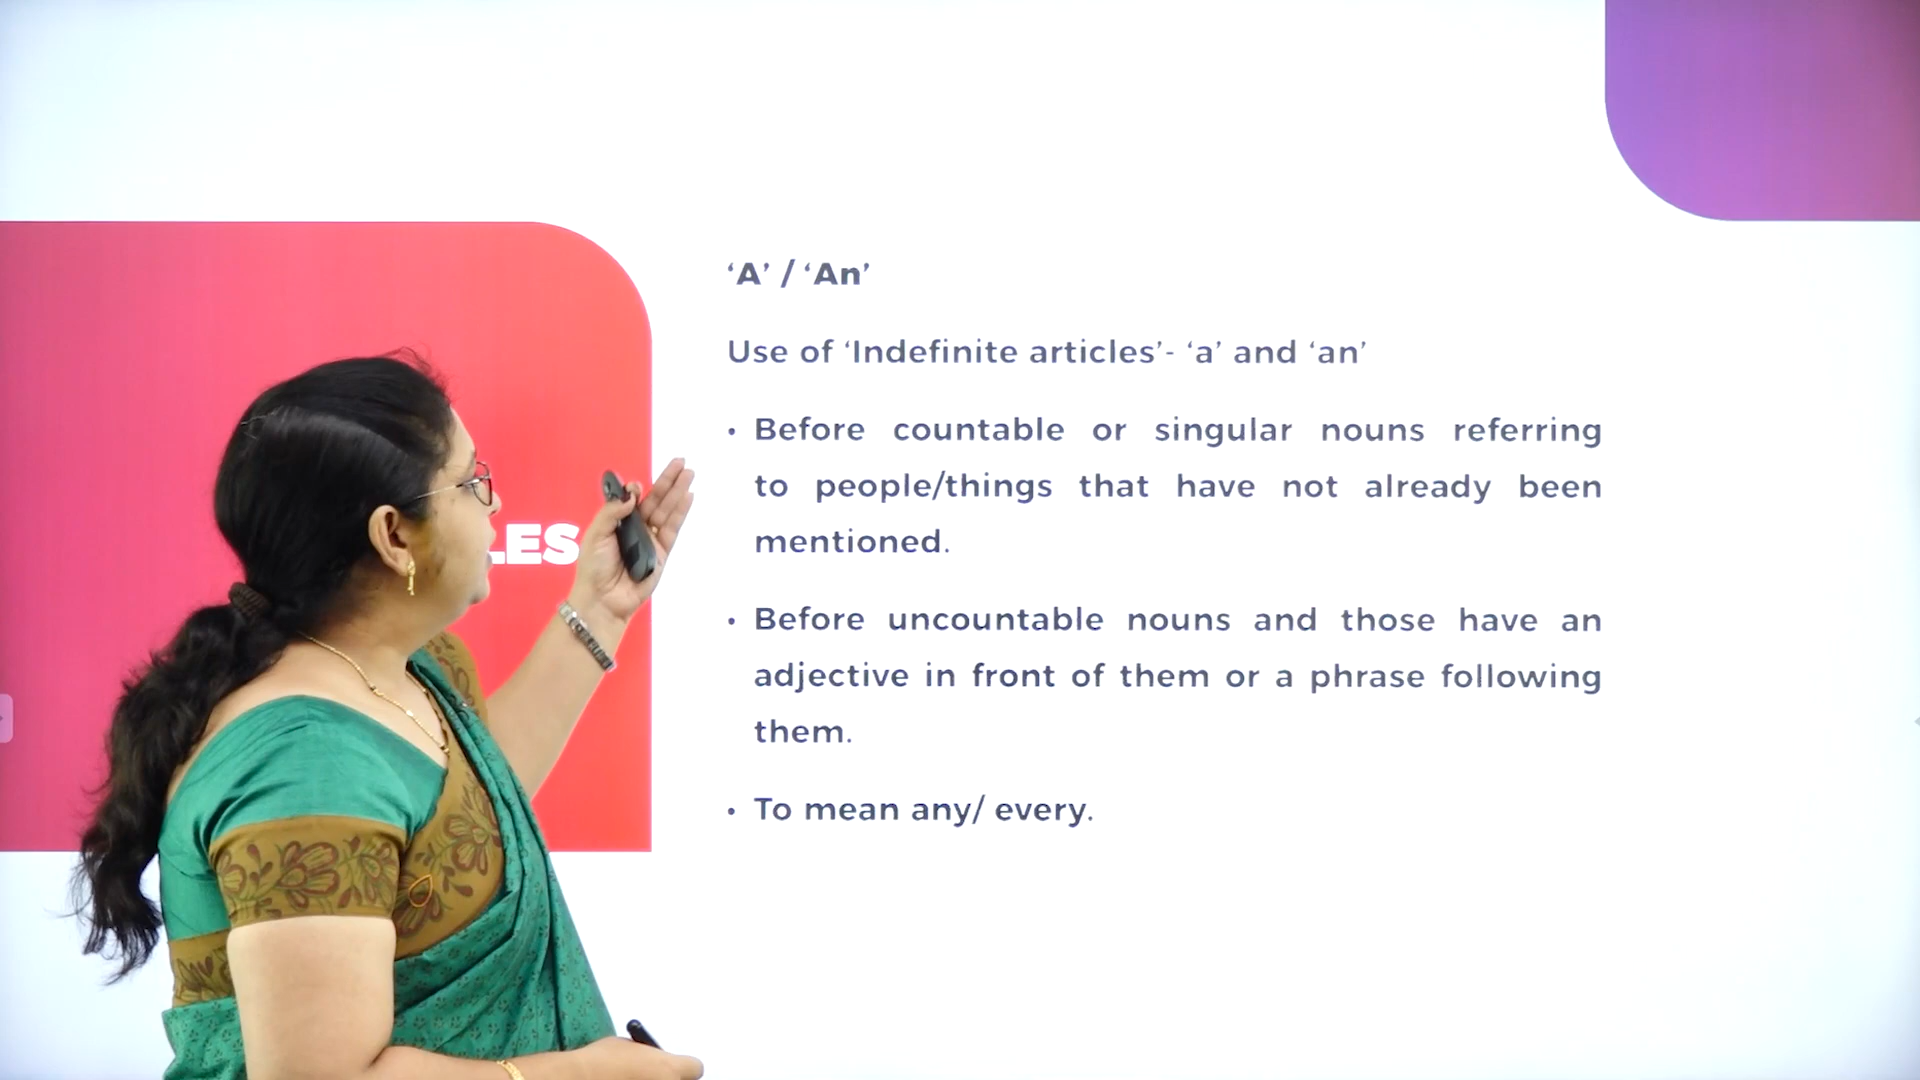 ‘A’ / ‘An’
Use of ‘Indefinite articles’- ‘a’ and ‘an’
• Before countable or singular nouns referring
to people/things that have not already been
mentioned.
LES
• Before uncountable nouns and those have an
adjective in front of them or a phrase following
them.
• To mean any/ every.